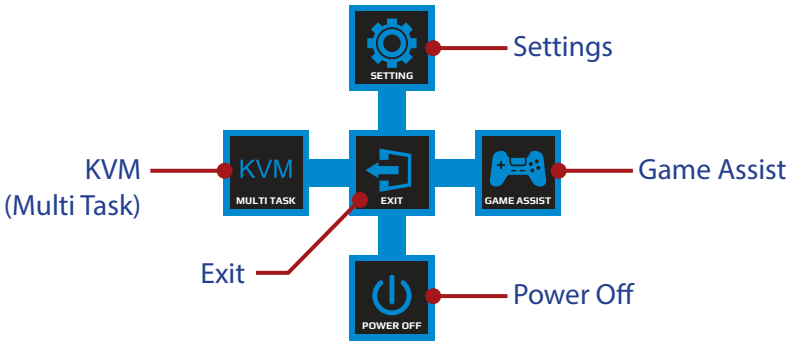 SETTING
Settings
KVM
(Multi Task)
KVM
MULTI TASK
EXIT
GAME ASSIST
Game Assist
Exit
POWER OFF
Power Off